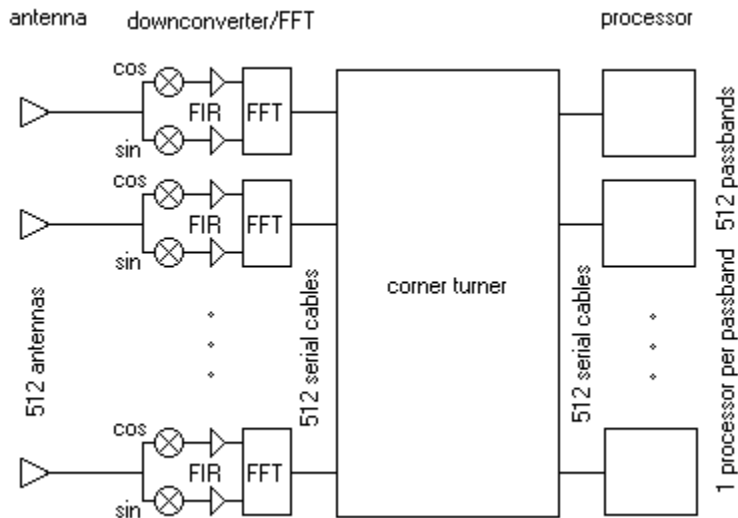 antenna
downconverter/FFT
processor
cos
FIR
FFT
sin
cos
FIR
FFT
sin
cos
FIR
FFT
sin
512 antennas
512 serial cables
corner turner
512 serial cables
1 processor per passband
512 passbands